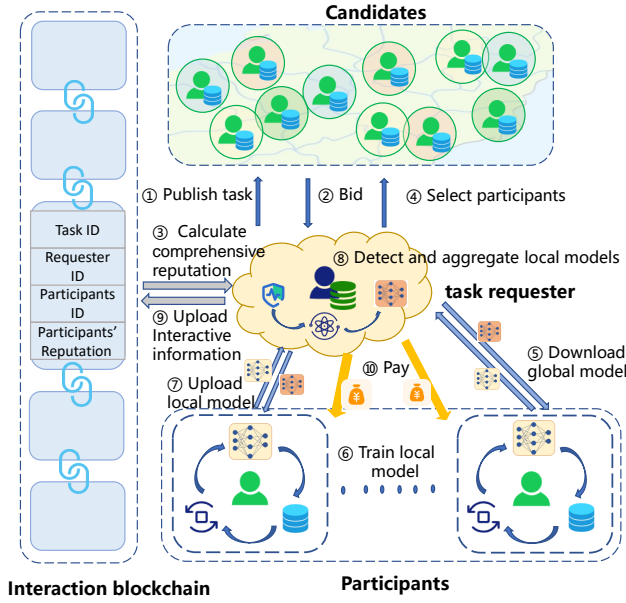 Candidates
① Publish task
② Bid
④ Select participants
③ Calculate
comprehensive
reputation
⑧ Detect and aggregate local models
task requester
Task ID
Requester
ID
Participants
ID
Participants’
Reputation
⑨ Upload
Interactive
information
⑩ Pay
⑤ Download
global model
⑦ Upload
local model
⑥ Train local
model
Interaction blockchain
Participants